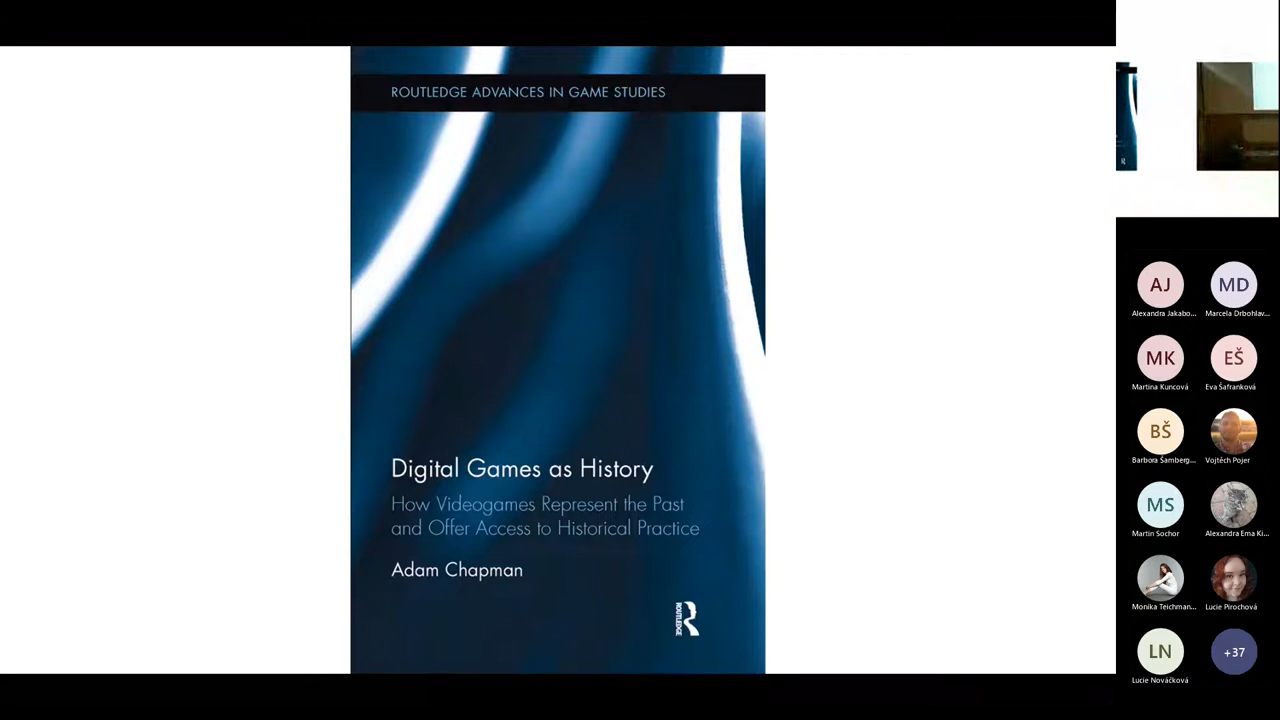 ROUTLEDGE ADVANCES IN GAME STUDIES
Digital Games as History
How Videogames Represent the Past
and Offer Access to Historical Practice
Adam Chapman
ROUTLEDGE
R
AJ
Alexandra Jakabo...
MD
Marcela Drbohlav...
MK
Martina Kuncová
EŠ
Eva Šafranková
BŠ
Barbora Šamberg...
Vojtěch Pojer
MS
Martin Sochor
Alexandra Ema Ki...
Monika Teichman...
Lucie Pirochová
LN
Lucie Nováčková
+37